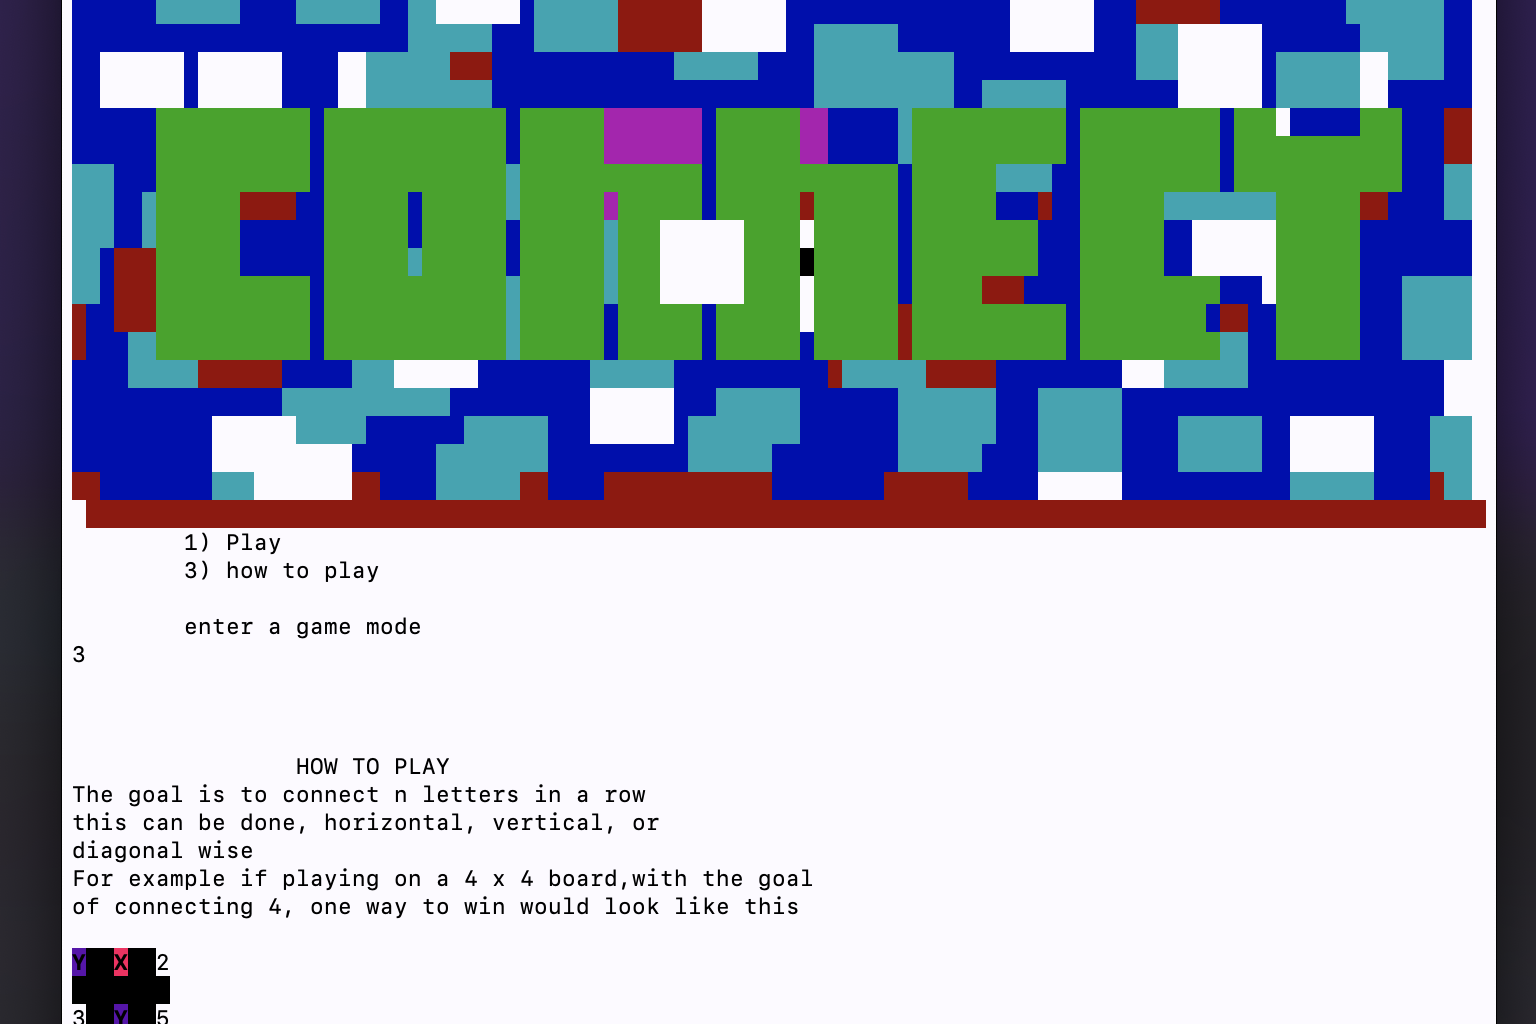 CONNECT
1) Play
3) how to play
enter a game mode
3
HOW TO PLAY
The goal is to connect n letters in a row
this can be done, horizontal, vertical, or
diagonal wise
For example if playing on a 4 x 4 board,with the goal
of connecting 4, one way to win would look like this
Y X 2
3 Y 5